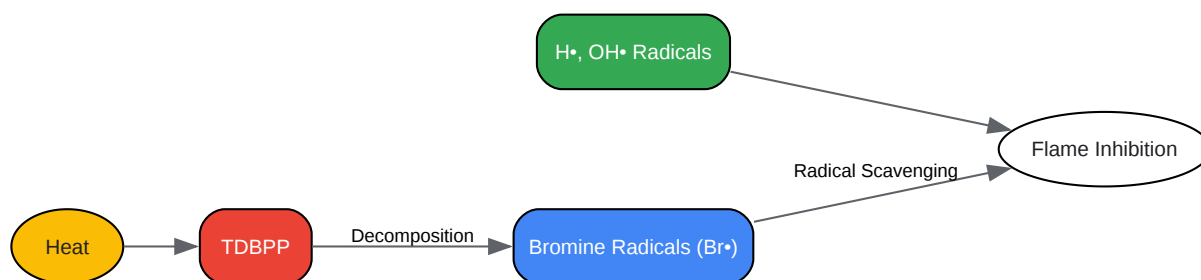 H•, OH• Radicals
Flame Inhibition
Radical Scavenging
Heat
TDBPP
Decomposition
Bromine Radicals (Br•)